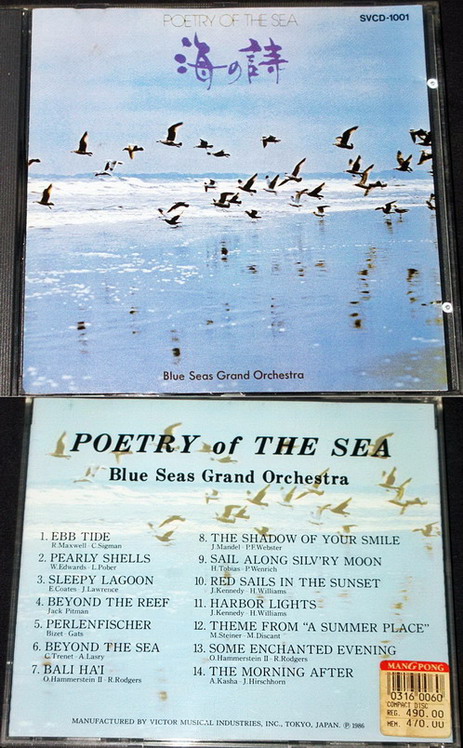 POETRY OF THE SEA
SVCD-1001
海の詩
Blue Seas Grand Orchestra
POETRY of THE SEA
Blue Seas Grand Orchestra
1. EBB TIDE
R.Maxwell · C.Sigman
2. PEARLY SHELLS
W.Edwards · L.Pober
3. SLEEPY LAGOON
E.Coates · J.Lawrence
4. BEYOND THE REEF
Jack Pitman
5. PERLENFISCHER
Bizet · Gats
6. BEYOND THE SEA
C.Trenet · A.Lasry
7. BALI HAI
O.Hammerstein II · R.Rodgers
8. THE SHADOW OF YOUR SMILE
J.Mandel · P.F.Webster
9. SAIL ALONG SILV'RY MOON
H.Tobias · P.Wenrich
10. RED SAILS IN THE SUNSET
J.Kennedy · H.Williams
11. HARBOR LIGHTS
J.Kennedy · H.Williams
12. THEME FROM "A SUMMER PLACE"
M.Steiner · M.Discant
13. SOME ENCHANTED EVENING
O.Hammerstein II · R.Rodgers
14. THE MORNING AFTER
A.Kasha · J.Hirschhorn
MANUFACTURED BY VICTOR MUSICAL INDUSTRIES, INC., TOKYO, JAPAN. ℗ 1986
MANG PONG
0316 0060
COMPACT DISC
REG. 490.00
MEM. 470.00